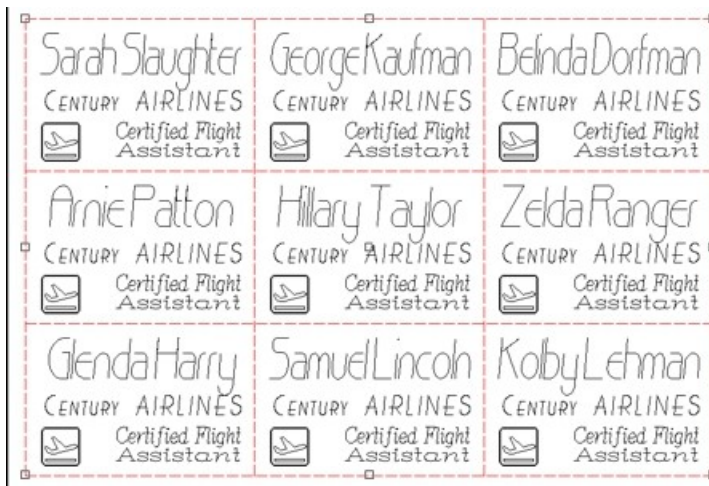 Sarah Slaughter
CENTURY AIRLINES
Certified Flight
Assistant
George Kaufman
CENTURY AIRLINES
Certified Flight
Assistant
Belinda Dorfman
CENTURY AIRLINES
Certified Flight
Assistant
Arnie Patton
CENTURY AIRLINES
Certified Flight
Assistant
Hillary Taylor
CENTURY AIRLINES
Certified Flight
Assistant
Zelda Ranger
CENTURY AIRLINES
Certified Flight
Assistant
Glenda Harry
CENTURY AIRLINES
Certified Flight
Assistant
Samuel Lincoln
CENTURY AIRLINES
Certified Flight
Assistant
Kolby Lehman
CENTURY AIRLINES
Certified Flight
Assistant